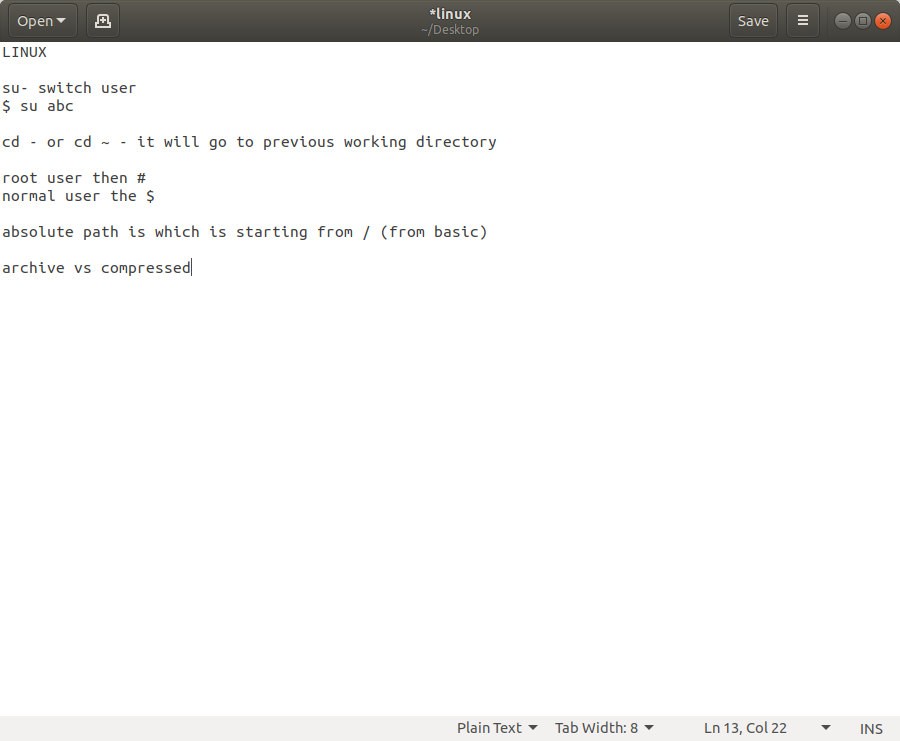 Open
*linux
~/Desktop
Save
LINUX
su- switch user
$ su abc
cd - or cd ~ - it will go to previous working directory
root user then #
normal user the $
absolute path is which is starting from / (from basic)
archive vs compressed
Plain Text
Tab Width: 8
Ln 13, Col 22
INS